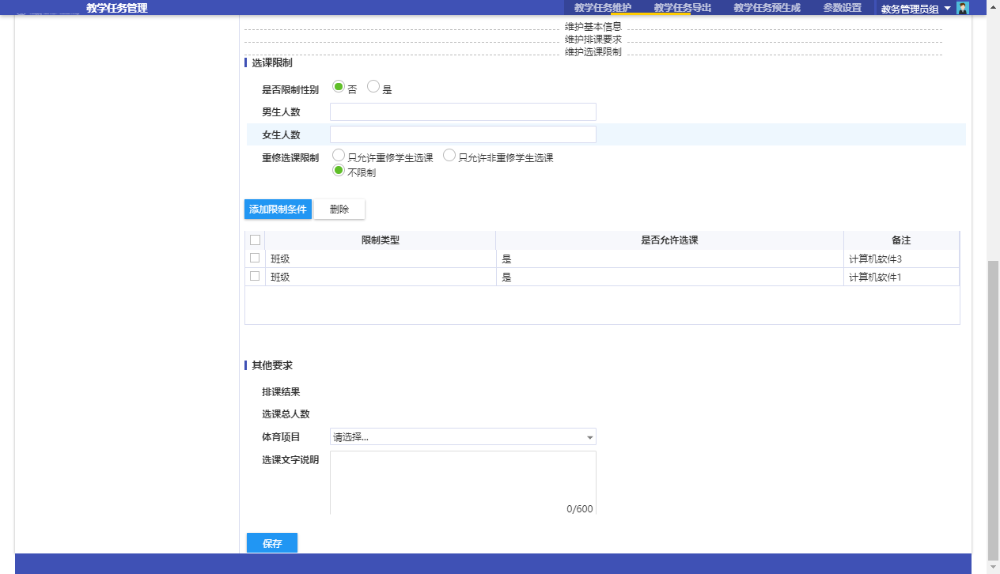 教学任务管理 教学任务维护 教学任务导出 教学任务预生成 参数设置 教务管理员组
维护基本信息
维护排课要求
维护选课限制
选课限制
是否限制性别 否 是
男生人数
女生人数
重修选课限制 只允许重修学生选课 只允许非重修学生选课
不限制
添加限制条件 删除
限制类型 是否允许选课 备注
班级 是 计算机软件3
班级 是 计算机软件1
其他要求
排课结果
选课总人数
体育项目 请选择...
选课文字说明
0/600
保存